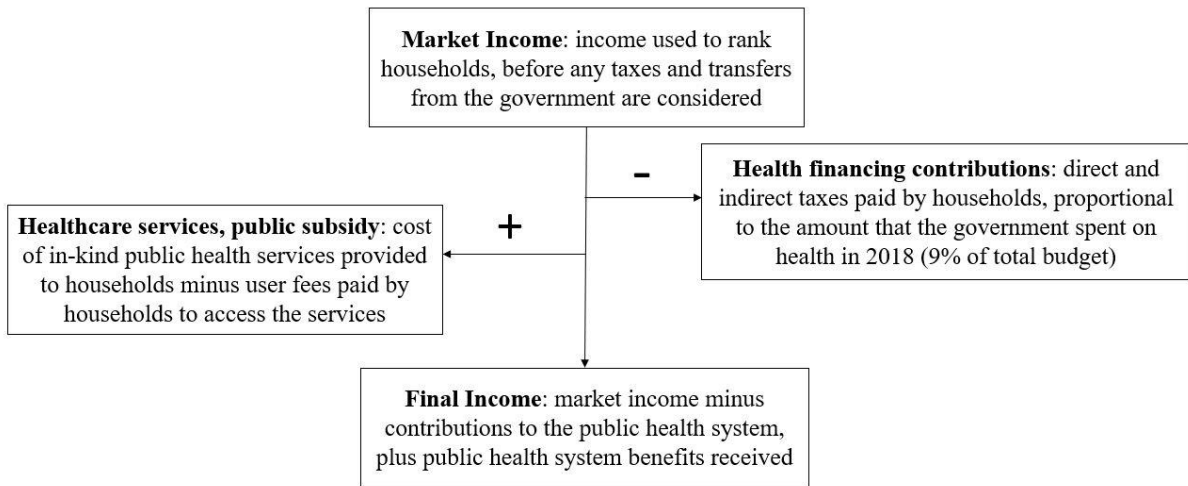 Market Income: income used to rank
households, before any taxes and transfers
from the government are considered
-
Health financing contributions: direct and
indirect taxes paid by households, proportional
to the amount that the government spent on
health in 2018 (9% of total budget)
+
Healthcare services, public subsidy: cost
of in-kind public health services provided
to households minus user fees paid by
households to access the services
Final Income: market income minus
contributions to the public health system,
plus public health system benefits received